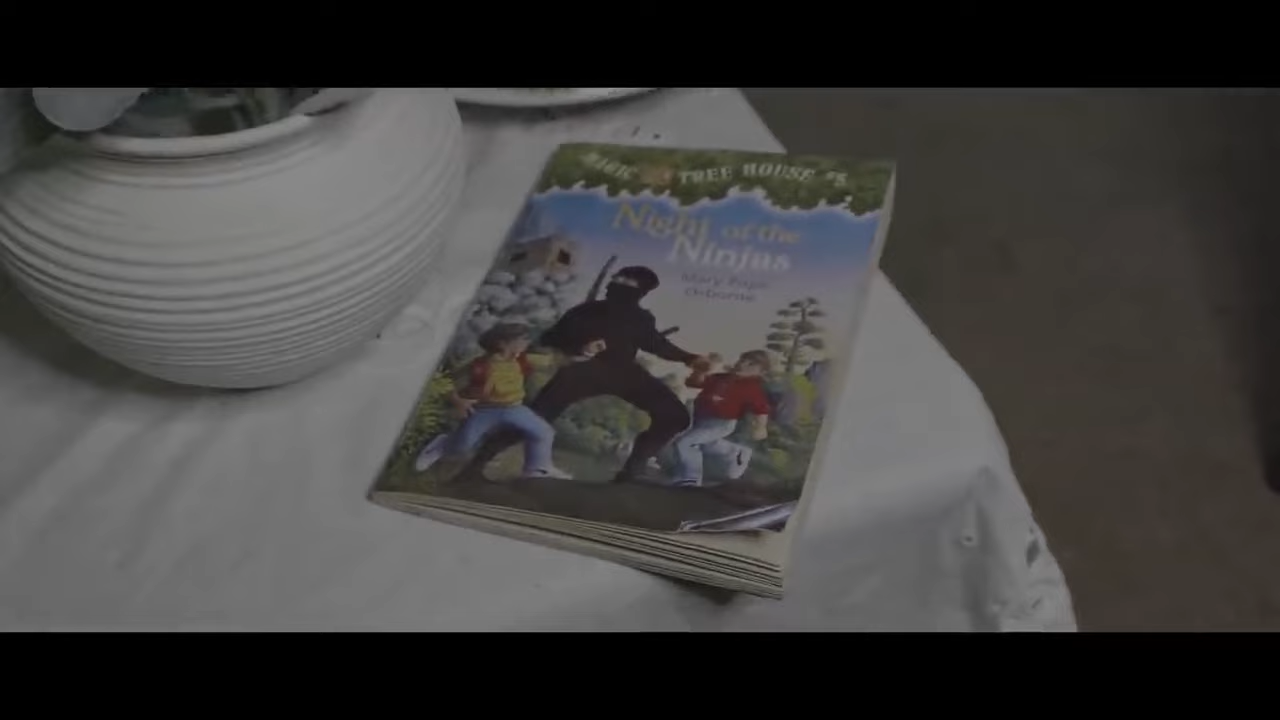 MAGIC TREE HOUSE #5
Night of the
Ninjas
Mary Pope
Osborne